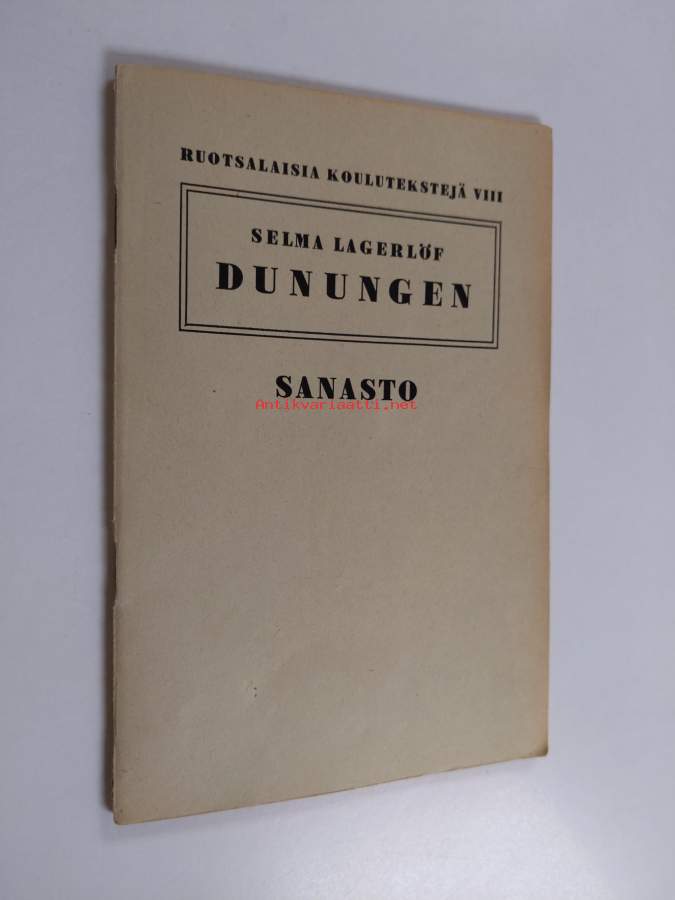 RUOTSALAISIA KOULUTEKSTEJÄ VIII
SELMA LAGERLÖF
DUNUNGEN
SANASTO
Antikvariaatti.net